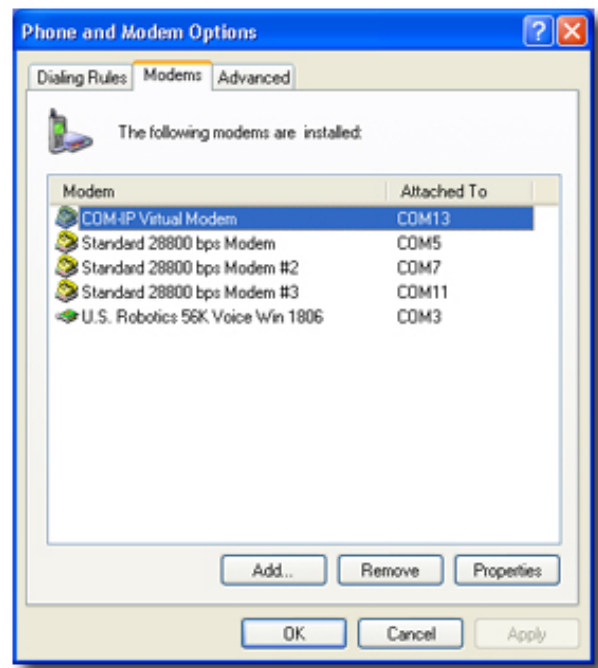 Phone and Modem Options
Dialing Rules Modems Advanced
The following modems are installed:
Modem Attached To
COM-IP Virtual Modem COM13
Standard 28800 bps Modem COM5
Standard 28800 bps Modem #2 COM7
Standard 28800 bps Modem #3 COM11
U.S. Robotics 56K Voice Win 1806 COM3
Add... Remove Properties
OK Cancel Apply